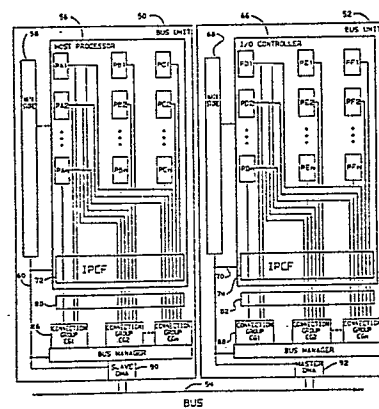 56
50
66
52
58
BUS UNIT
68
BUS UNIT
HOST PROCESSOR
I/O CONTROLLER
PA1
PB1
PC1
PD1
PE1
PF1
PA2
PB2
PC2
PD2
PE2
PF2
SIDE
SIDE
PAn
PBn
PCn
PDn
PEn
PFn
IPCF
IPCF
60
72
70
74
80
82
86
CONNECTION GROUP CG1
CONNECTION GROUP CG2
CONNECTION GROUP CGn
88
CONNECTION GROUP CG1
CONNECTION GROUP CG2
CONNECTION GROUP CGn
BUS MANAGER
BUS MANAGER
SLAVE DMA
90
MASTER DMA
92
54
BUS